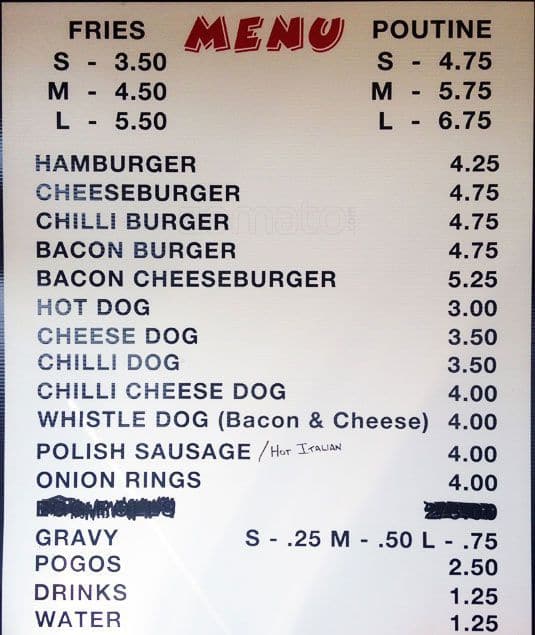 MENU
FRIES
S - 3.50
M - 4.50
L - 5.50
POUTINE
S - 4.75
M - 5.75
L - 6.75
HAMBURGER 4.25
CHEESEBURGER 4.75
CHILLI BURGER 4.75
BACON BURGER 4.75
BACON CHEESEBURGER 5.25
HOT DOG 3.00
CHEESE DOG 3.50
CHILLI DOG 3.50
CHILLI CHEESE DOG 4.00
WHISTLE DOG (Bacon & Cheese) 4.00
POLISH SAUSAGE / HOT ITALIAN 4.00
ONION RINGS 4.00
GRAVY S - .25 M - .50 L - .75
POGOS 2.50
DRINKS 1.25
WATER 1.25